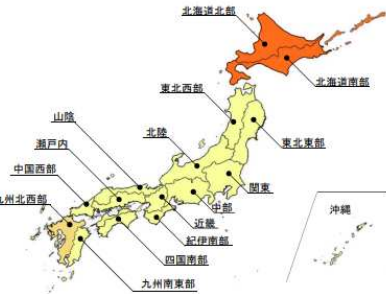 北海道北部
北海道南部
東北西部
山陰
北陸
東北東部
瀬戸内
関東
中国西部
沖縄
九州北西部
中部
近畿
紀伊南部
四国南部
九州南東部